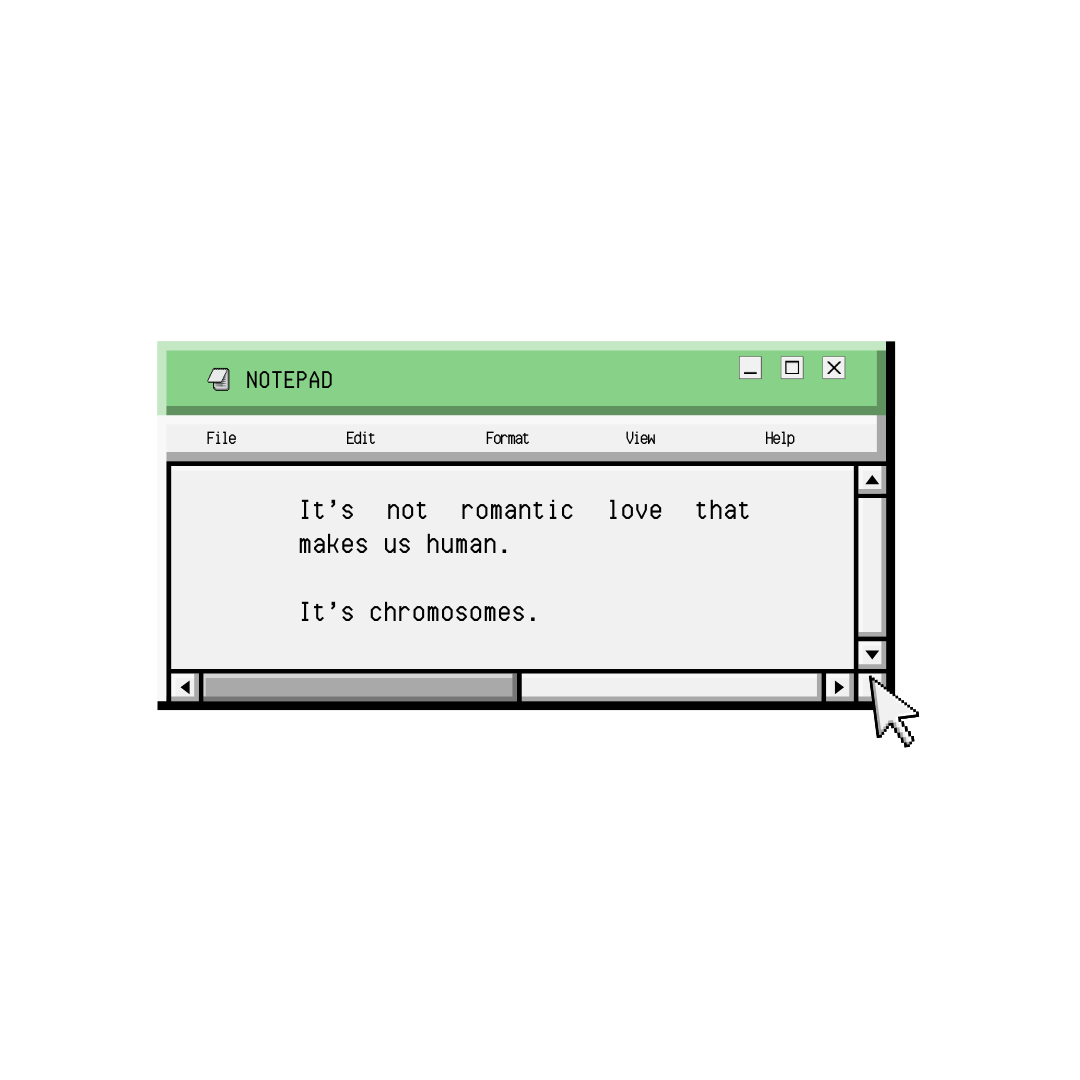 NOTEPAD
File Edit Format View Help
It's not romantic love that
makes us human.
It's chromosomes.